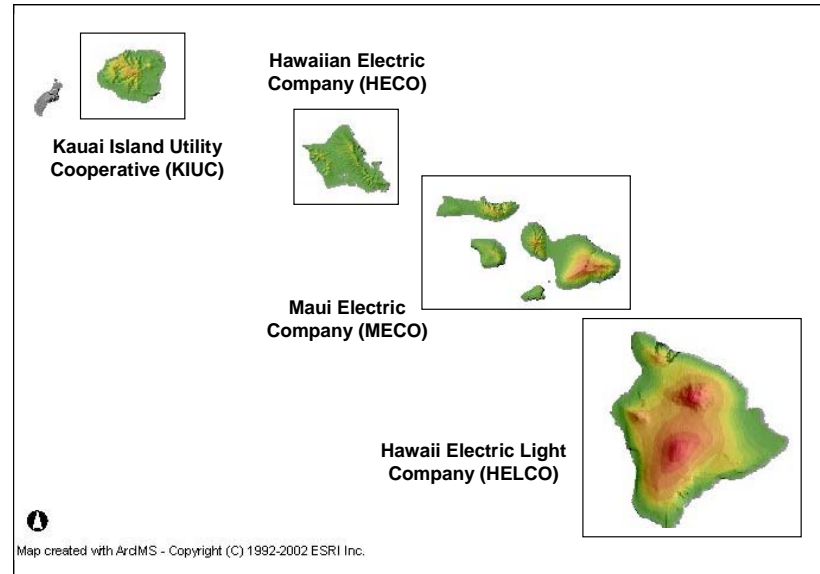 Hawaiian Electric
Company (HECO)
Kauai Island Utility
Cooperative (KIUC)
Maui Electric
Company (MECO)
Hawaii Electric Light
Company (HELCO)
Map created with ArcIMS - Copyright (C) 1992-2002 ESRI Inc.